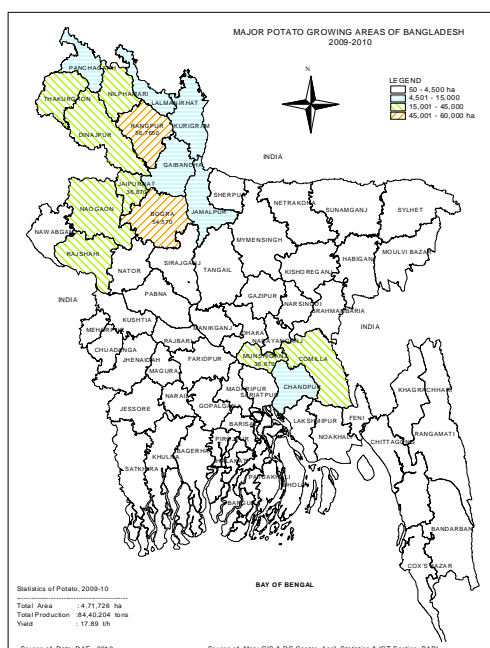 MAJOR POTATO GROWING AREAS OF BANGLADESH
2009-2010
N
LEGEND
50 - 4,500 ha
4,501 - 15,000
15,001 - 45,000
45,001 - 60,000 ha
PANCHAGARH
THAKURGAON
NILPHAMARI
LALMANIRHAT
DINAJPUR
RANGPUR
KURIGRAM
GAIBANDHA
INDIA
JAIPURHAT
SHERPUR
NAOGAON
BOGRA
54,570
JAMALPUR
NETRAKONA
SUNAMGANJ
SYLHET
NAWABGANJ
MYMENSINGH
RAJSHAHI
HABIGANJ
MOULVI BAZAR
NATOR
SIRAJGANJ
TANGAIL
KISHOREGANJ
INDIA
PABNA
GAZIPUR
NARSINGDI
BRAHMANBARIA
KUSHTIA
INDIA
MEHERPUR
MANIKGANJ
DHAKA
RAJBARI
NARAYANGANJ
CHUADANGA
JHENAIDAH
FARIDPUR
MUNSHIGANJ
COMILLA
MAGURA
MADARIPUR
SARIATPUR
CHANDPUR
KHAGRACHHARI
JESSORE
NARAIL
GOPALGANJ
LAKSHMIPUR
FENI
NOAKHALI
CHITTAGONG
RANGAMATI
KHULNA
BAGERHAT
SATKHIRA
BANDARBAN
COX'S BAZAR
BAY OF BENGAL
Statistics of Potato, 2009-10
Total Area : 4,71,726 ha
Total Production :84,40,204 tons
Yield : 17.89 t/h